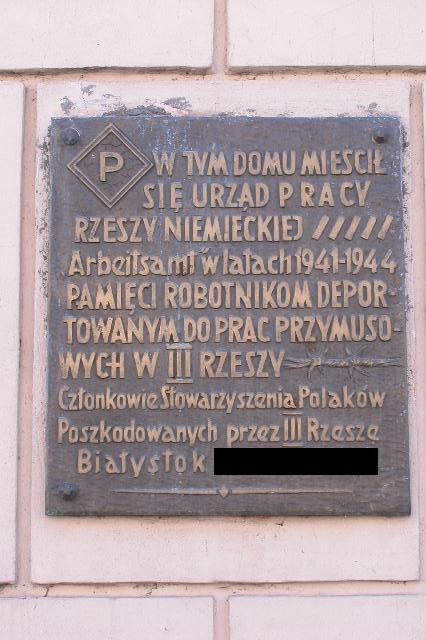 P W TYM DOMU MIEŚCIŁ
SIĘ URZĄD PRACY
RZESZY NIEMIECKIEJ /////
„Arbeitsamt" w latach 1941-1944
PAMIĘCI ROBOTNIKOM DEPOR-
TOWANYM DO PRAC PRZYMUSO-
WYCH W III RZESZY
Członkowie Stowarzyszenia Polaków
Poszkodowanych przez III Rzeszę
Białystok